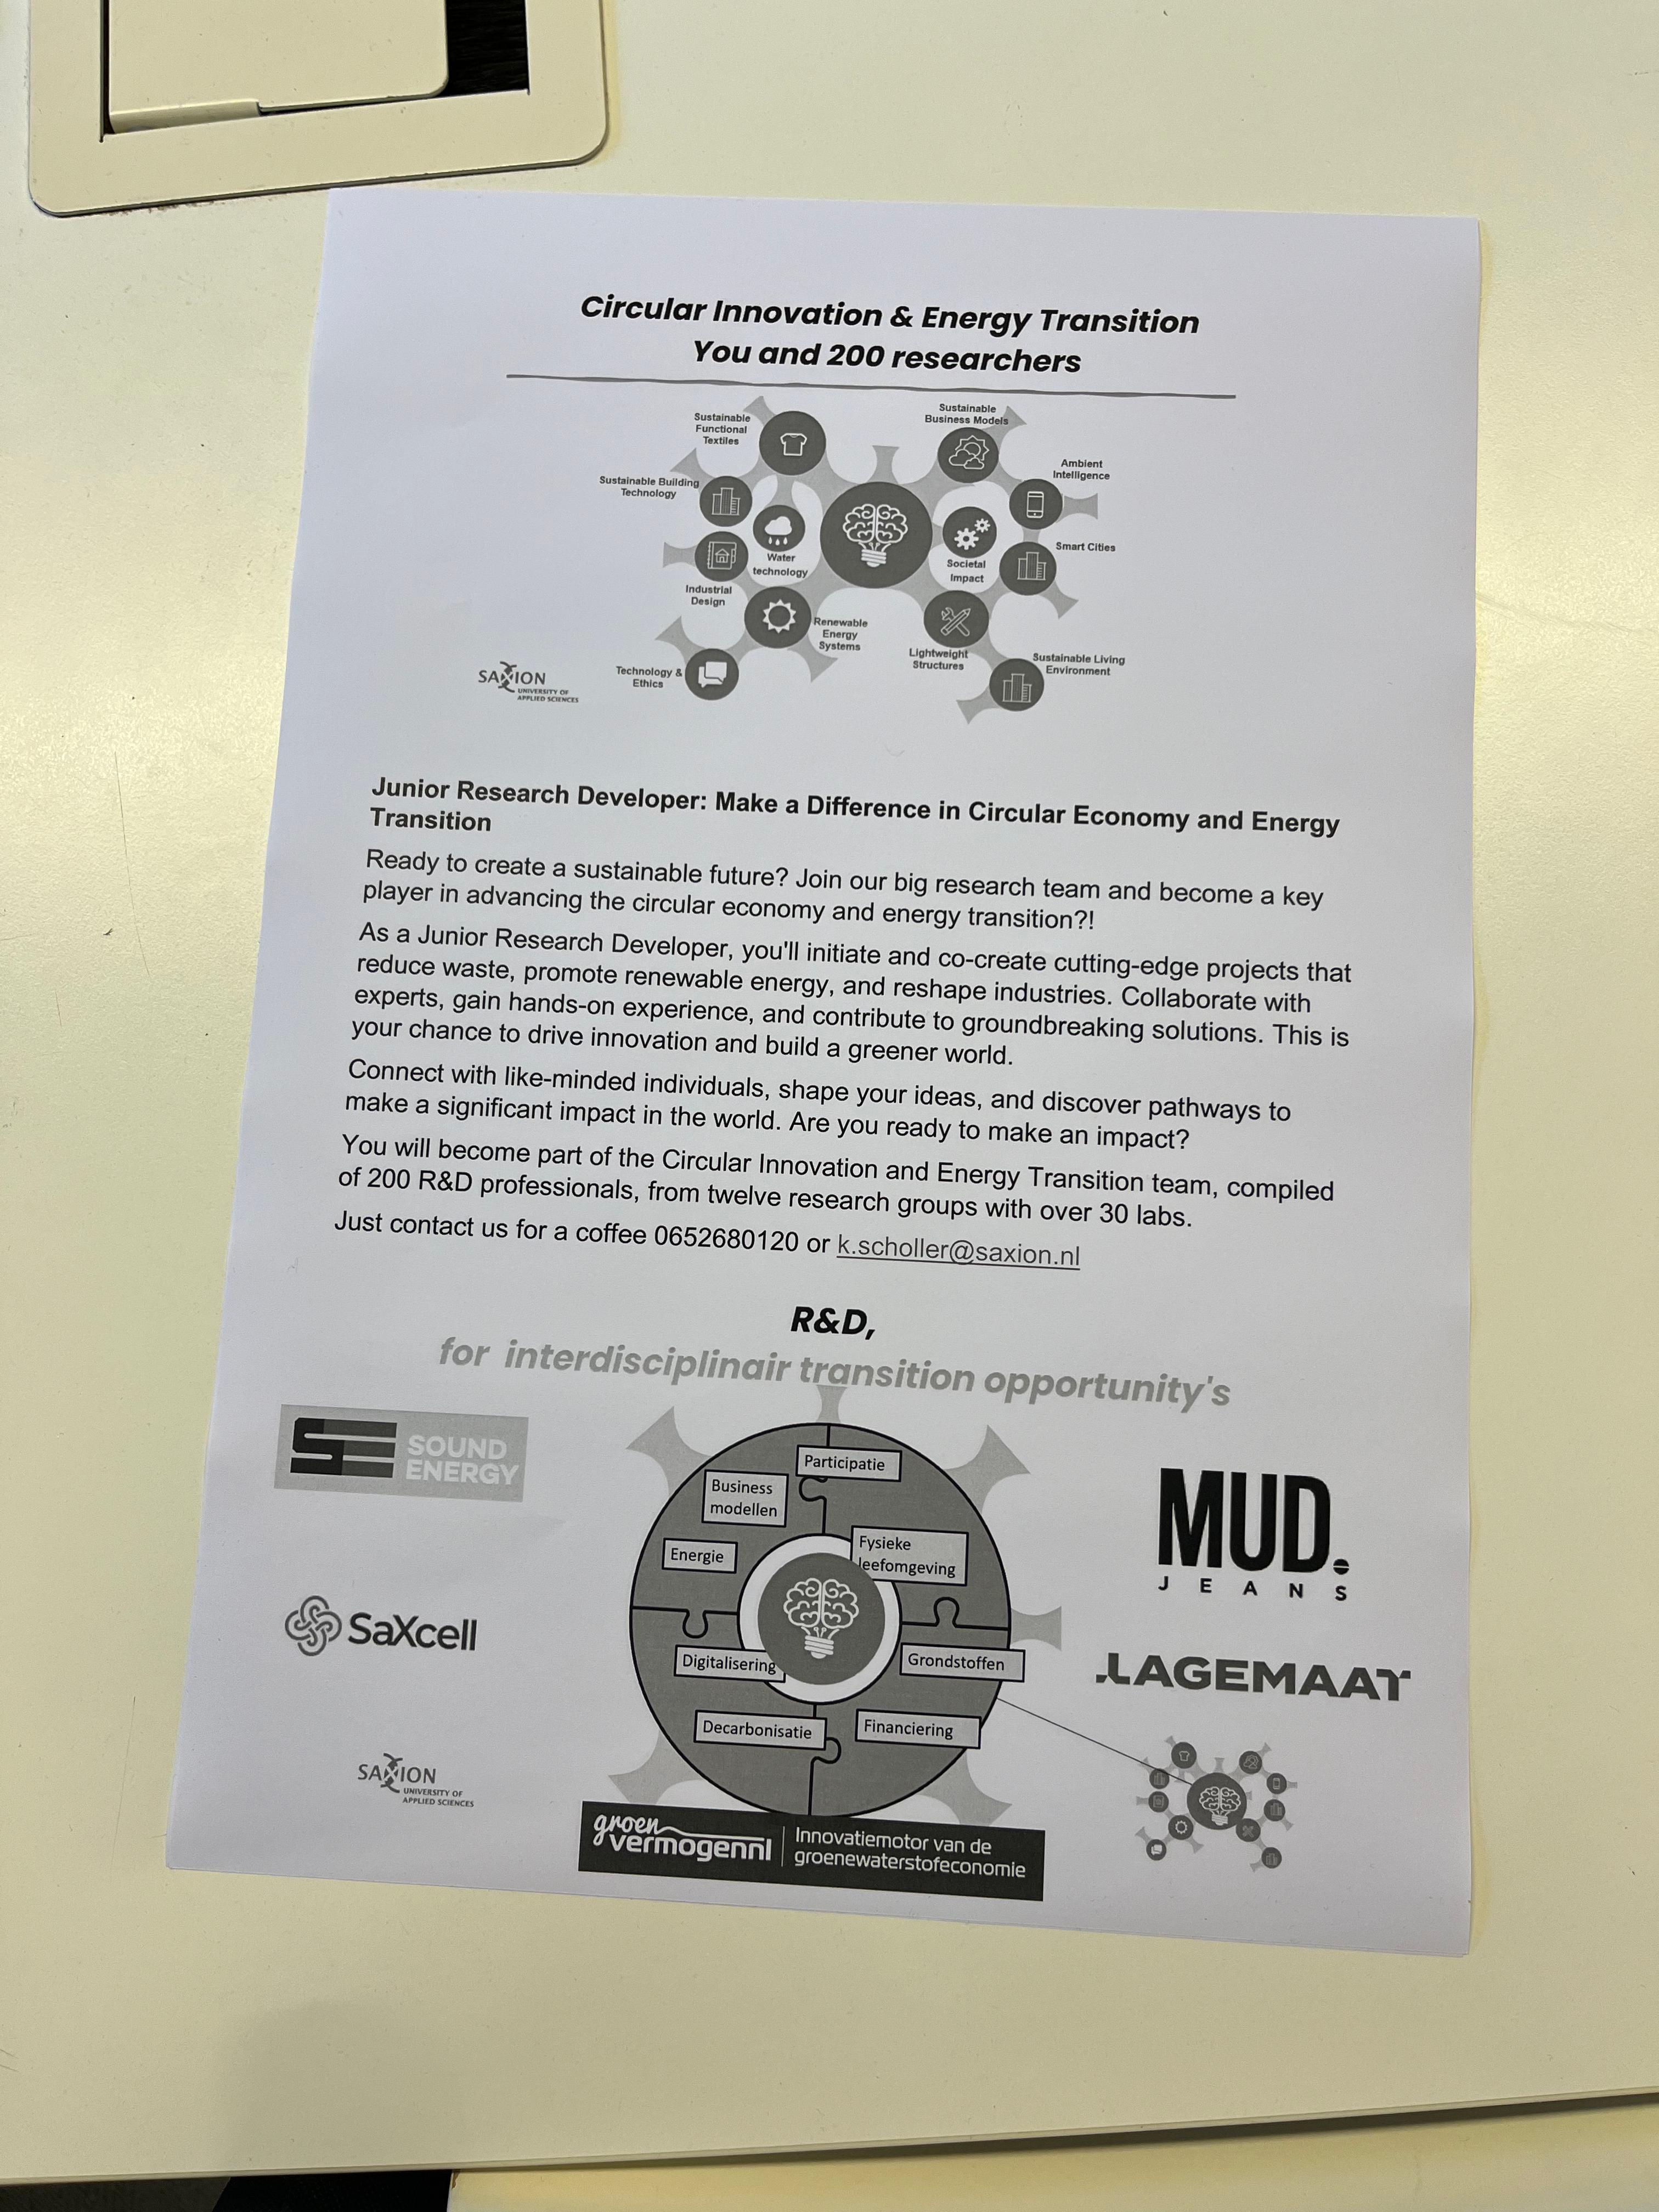 Circular Innovation & Energy Transition
You and 200 researchers
Sustainable
Functional
Textiles
Sustainable
Business Models
Ambient
Intelligence
Sustainable Building
Technology
Water
technology
Societal
Impact
Smart Cities
Industrial
Design
Renewable
Energy
Systems
Lightweight
Structures
Sustainable Living
Environment
Technology &
Ethics
SAXION
UNIVERSITY OF
APPLIED SCIENCES
Junior Research Developer: Make a Difference in Circular Economy and Energy
Transition
Ready to create a sustainable future? Join our big research team and become a key
player in advancing the circular economy and energy transition?!
As a Junior Research Developer, you'll initiate and co-create cutting-edge projects that
reduce waste, promote renewable energy, and reshape industries. Collaborate with
experts, gain hands-on experience, and contribute to groundbreaking solutions. This is
your chance to drive innovation and build a greener world.
Connect with like-minded individuals, shape your ideas, and discover pathways to
make a significant impact in the world. Are you ready to make an impact?
You will become part of the Circular Innovation and Energy Transition team, compiled
of 200 R&D professionals, from twelve research groups with over 30 labs.
Just contact us for a coffee 0652680120 or k.scholler@saxion.nl
R&D,
for interdisciplinair transition opportunity's
SE SOUND
ENERGY
Participatie
Business
modellen
Energie
Fysieke
leefomgeving
MUD.
JEANS
SaXcell
Digitalisering
Grondstoffen
LAGEMAAT
Decarbonisatie
Financiering
SAXION
UNIVERSITY OF
APPLIED SCIENCES
groen
vermogennl
Innovatiemotor van de
groenewaterstofeconomie